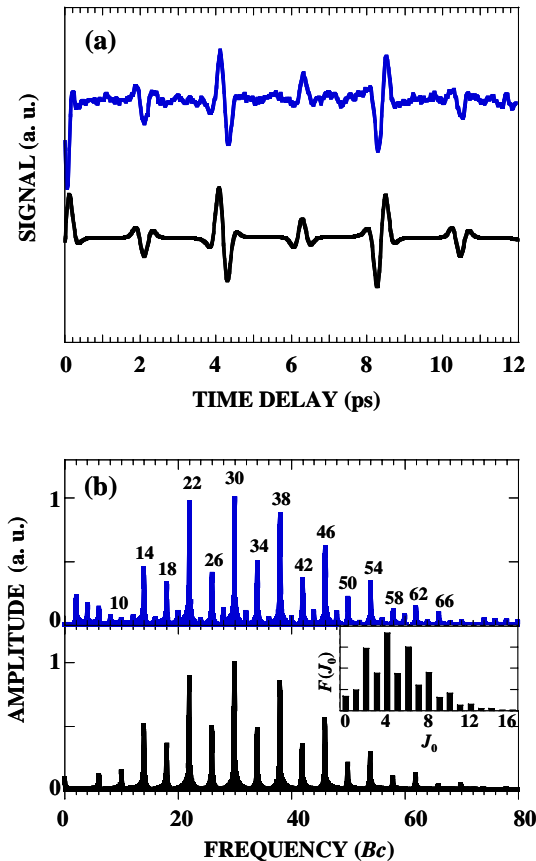 (a)
SIGNAL (a. u.)
0 2 4 6 8 10 12
TIME DELAY (ps)
(b)
22 30 38
14 18 26 34 42 46
10 50 54 58 62 66
1
0
AMPLITUDE (a. u.)
F(J0)
0 4 8 12 16
J0
1
0
0 20 40 60 80
FREQUENCY (Bc)